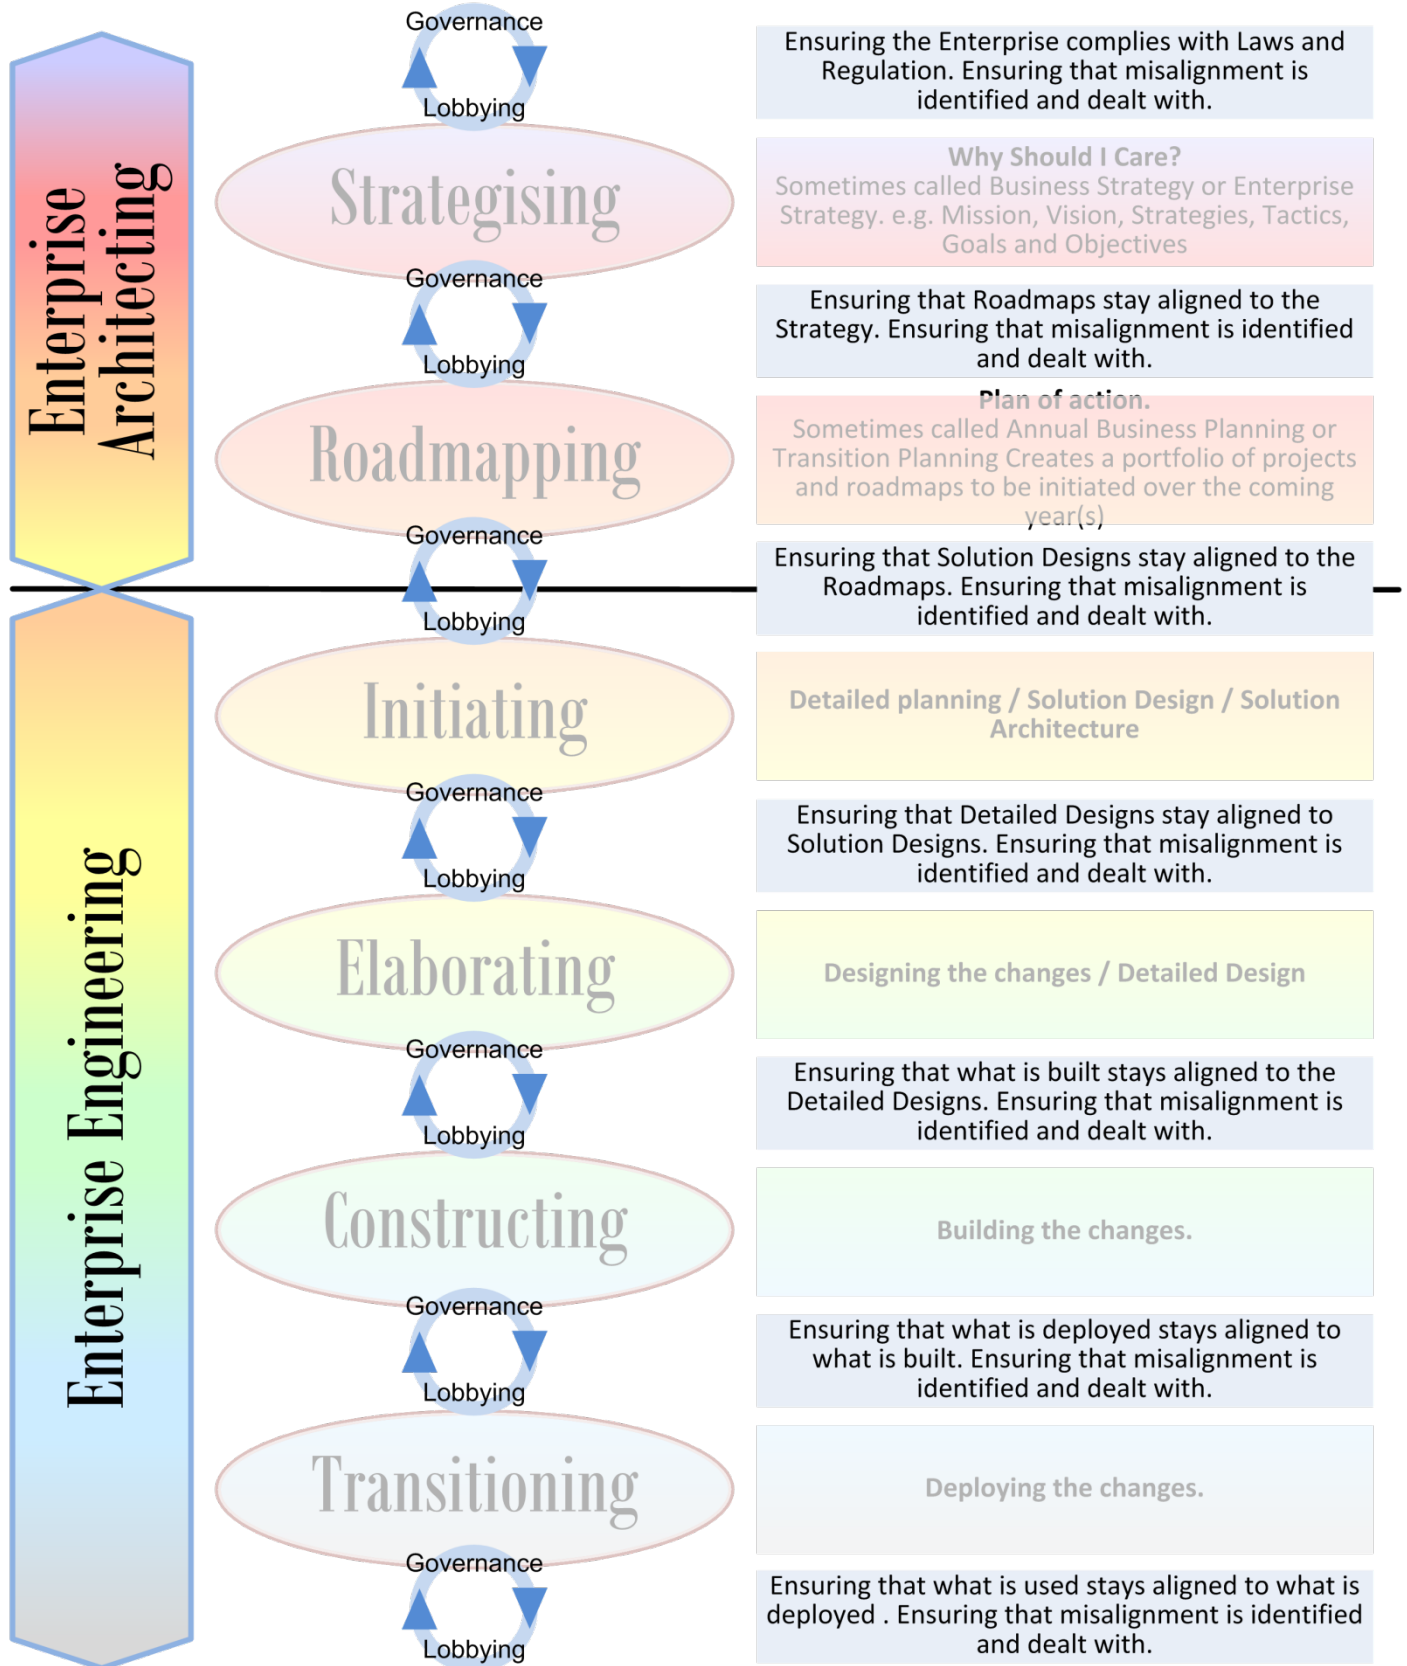 Enterprise
Architecting
Enterprise Engineering
Governance
Lobbying
Ensuring the Enterprise complies with Laws and
Regulation. Ensuring that misalignment is
identified and dealt with.
Strategising
Why Should I Care?
Sometimes called Business Strategy or Enterprise
Strategy. e.g. Mission, Vision, Strategies, Tactics,
Goals and Objectives
Governance
Lobbying
Ensuring that Roadmaps stay aligned to the
Strategy. Ensuring that misalignment is identified
and dealt with.
Roadmapping
Plan of action.
Sometimes called Annual Business Planning or
Transition Planning Creates a portfolio of projects
and roadmaps to be initiated over the coming
year(s)
Governance
Lobbying
Ensuring that Solution Designs stay aligned to the
Roadmaps. Ensuring that misalignment is
identified and dealt with.
Initiating
Detailed planning / Solution Design / Solution
Architecture
Governance
Lobbying
Ensuring that Detailed Designs stay aligned to
Solution Designs. Ensuring that misalignment is
identified and dealt with.
Elaborating
Designing the changes / Detailed Design
Governance
Lobbying
Ensuring that what is built stays aligned to the
Detailed Designs. Ensuring that misalignment is
identified and dealt with.
Constructing
Building the changes.
Governance
Lobbying
Ensuring that what is deployed stays aligned to
what is built. Ensuring that misalignment is
identified and dealt with.
Transitioning
Deploying the changes.
Governance
Lobbying
Ensuring that what is used stays aligned to what is
deployed . Ensuring that misalignment is identified
and dealt with.